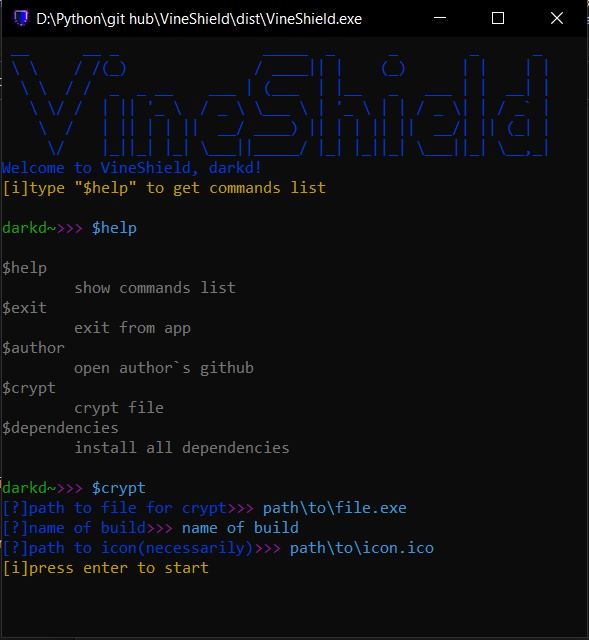 D:\Python\git hub\VineShield\dist\VineShield.exe
VineShield
Welcome to VineShield, darkd!
[i]type "$help" to get commands list
darkd~>>> $help
$help
show commands list
$exit
exit from app
$author
open author`s github
$crypt
crypt file
$dependencies
install all dependencies
darkd~>>> $crypt
[?]path to file for crypt>>> path\to\file.exe
[?]name of build>>> name of build
[?]path to icon(necessarily)>>> path\to\icon.ico
[i]press enter to start